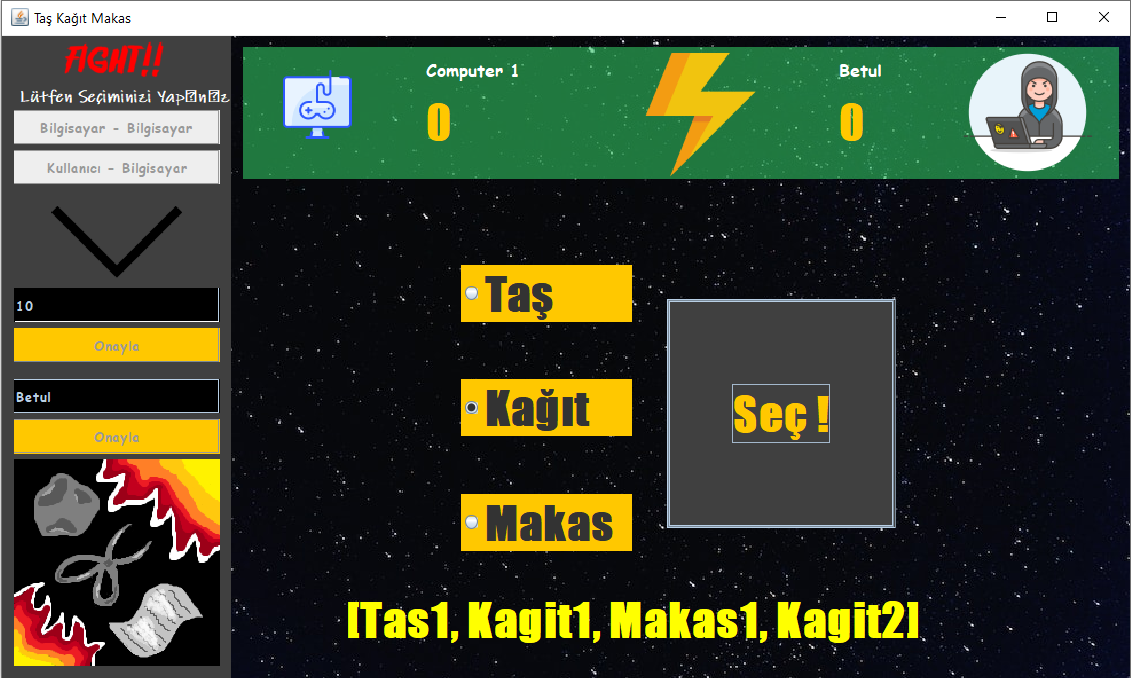 Taş Kağıt Makas
FIGHT!!
Lütfen Seçiminizi Yap▯n▯z
Bilgisayar - Bilgisayar
Kullanıcı - Bilgisayar
10
Onayla
Betul
Onayla
Computer 1
0
Betul
0
Taş
Kağıt
Makas
Seç !
[Tas1, Kagit1, Makas1, Kagit2]